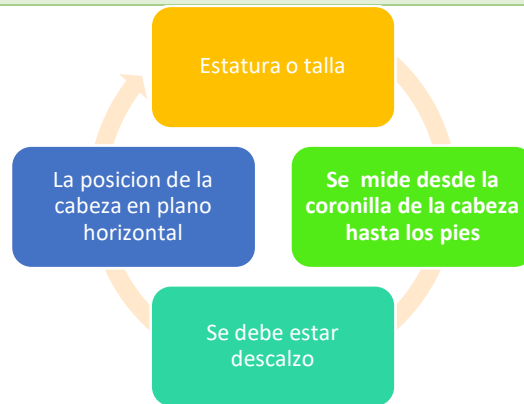 Estatura o talla
Se mide desde la
coronilla de la cabeza
hasta los pies
Se debe estar
descalzo
La posicion de la
cabeza en plano
horizontal